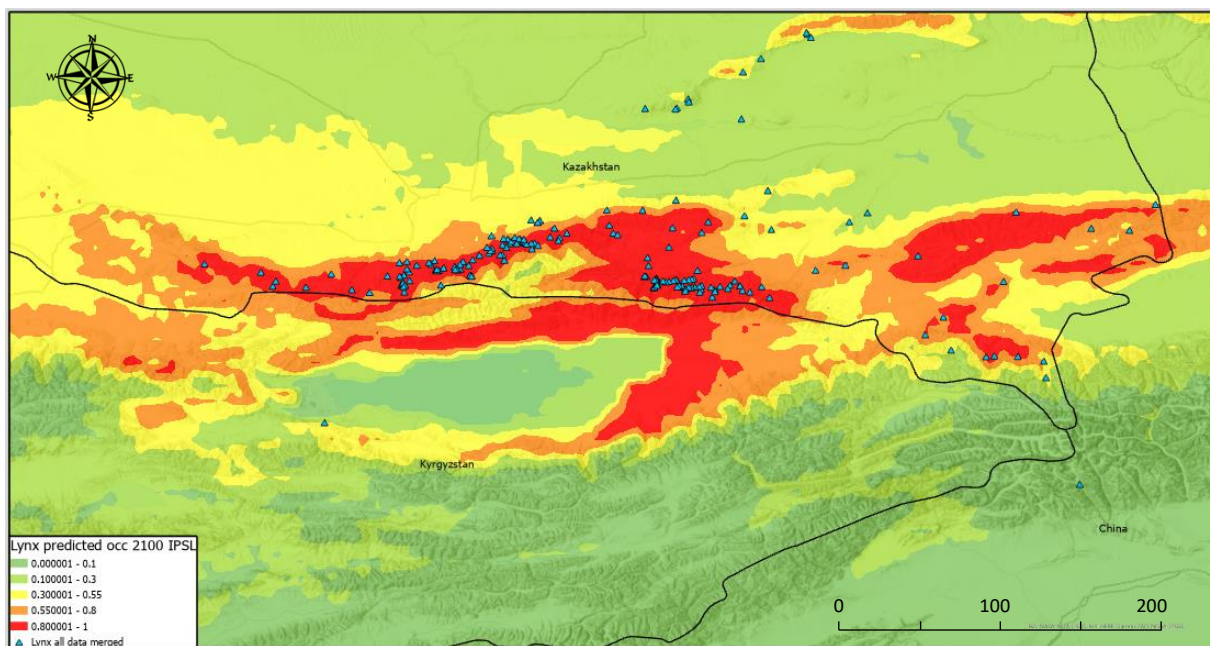 N
W E
S
Kazakhstan
Kyrgyzstan
China
Lynx predicted occ 2100 IPSL
0.000001 - 0.1
0.100001 - 0.3
0.300001 - 0.55
0.550001 - 0.8
0.800001 - 1
Lynx all data merged
0 100 200